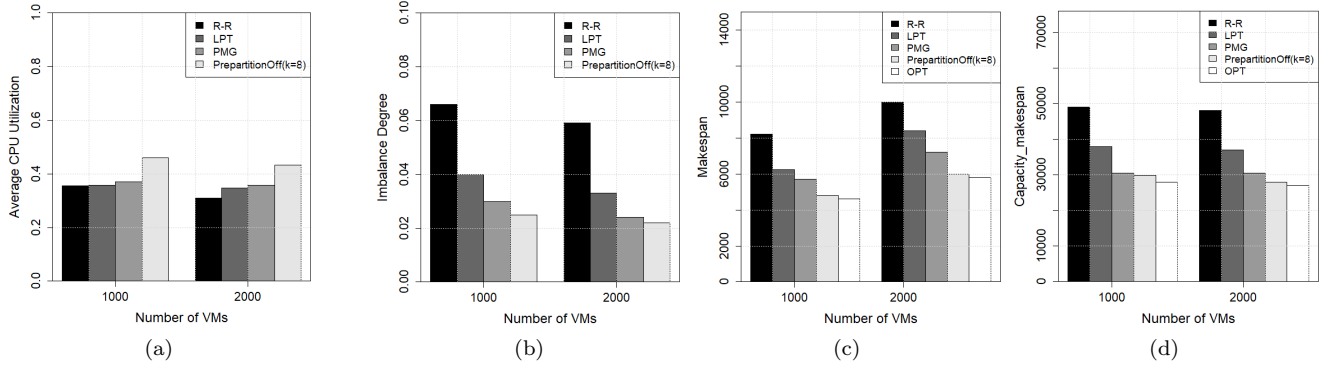 Average CPU Utilization
0.0 0.2 0.4 0.6 0.8 1.0
R-R
LPT
PMG
PrepartitionOff(k=8)
1000 2000
Number of VMs
(a)
Imbalance Degree
0.00 0.02 0.04 0.06 0.08 0.10
R-R
LPT
PMG
PrepartitionOff(k=8)
1000 2000
Number of VMs
(b)
Makespan
0 2000 6000 10000 14000
R-R
LPT
PMG
PrepartitionOff(k=8)
OPT
1000 2000
Number of VMs
(c)
Capacity_makespan
0 10000 30000 50000 70000
R-R
LPT
PMG
PrepartitionOff(k=8)
OPT
1000 2000
Number of VMs
(d)